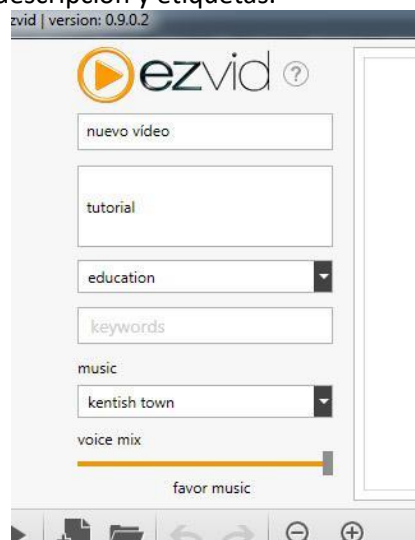 descripción y etiquetas.
zvid | version: 0.9.0.2
ezvid ?
nuevo vídeo
tutorial
education
keywords
music
kentish town
voice mix
favor music